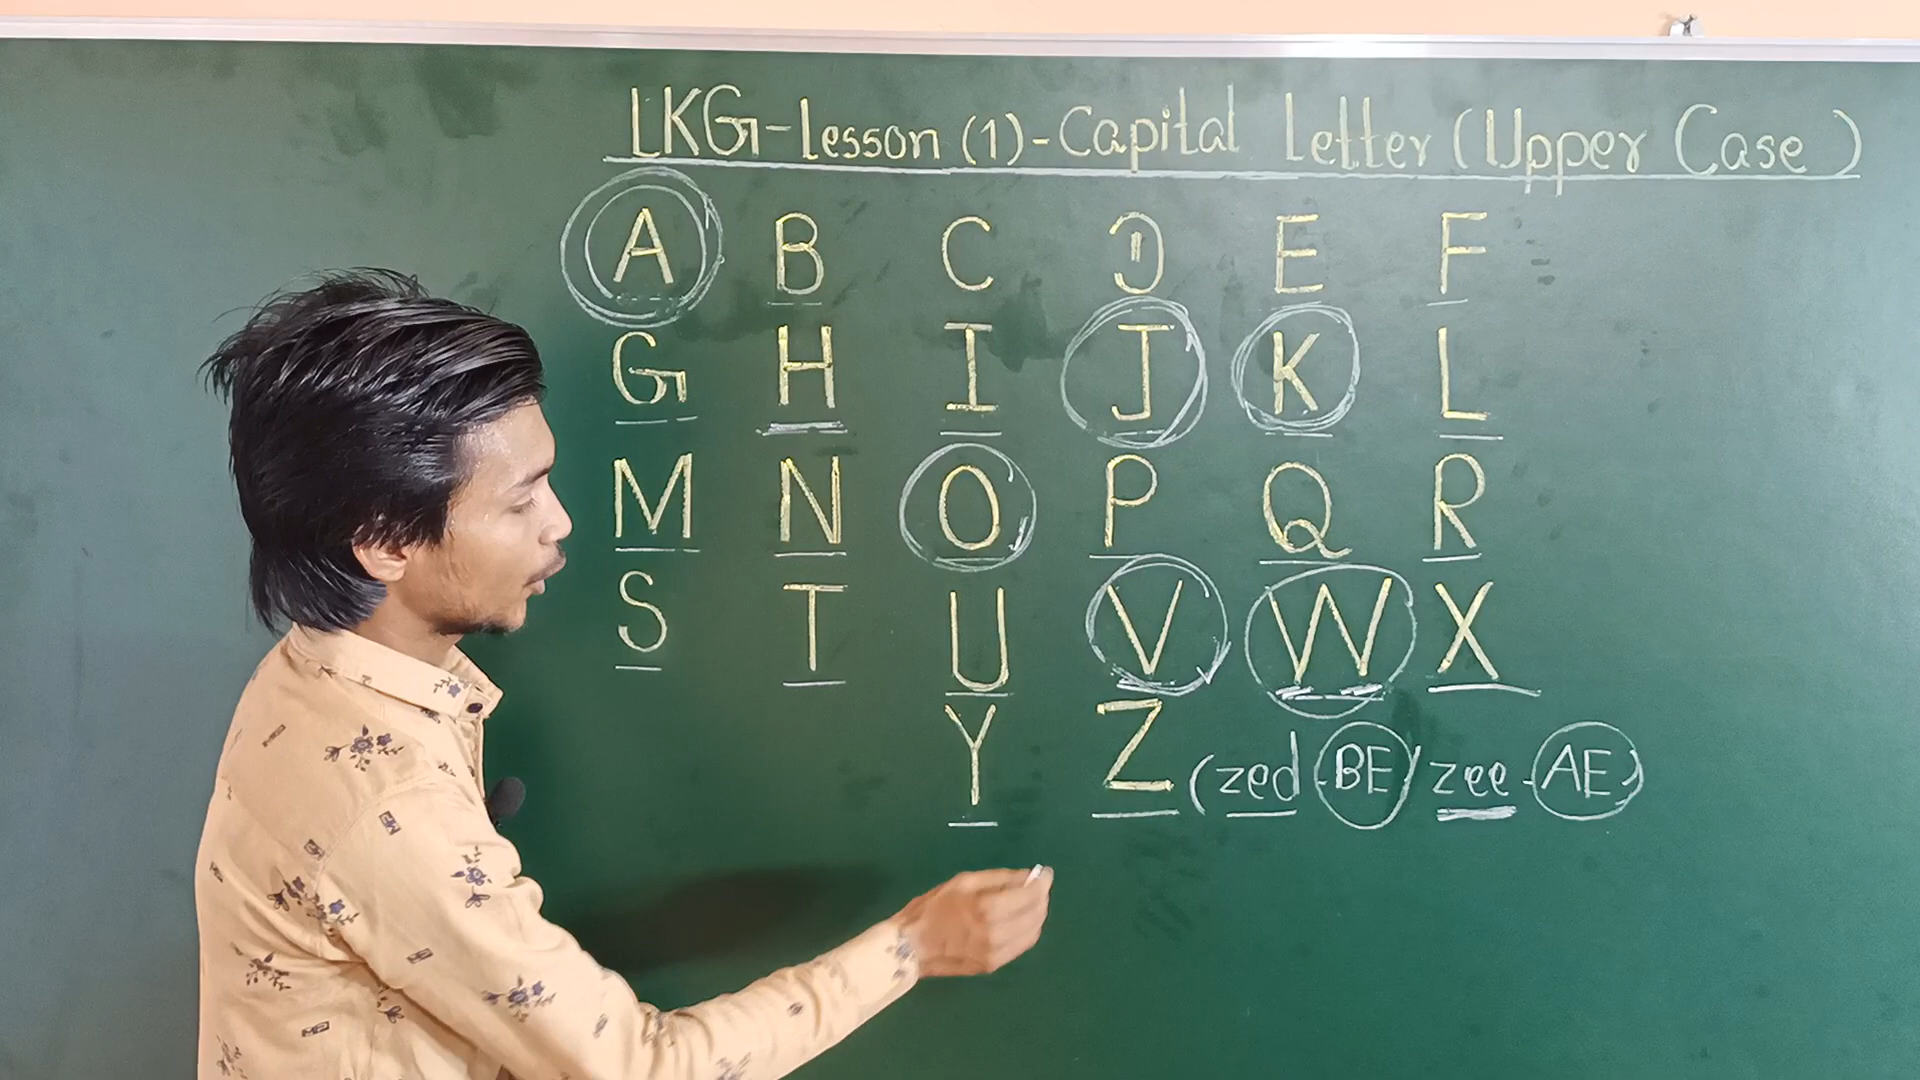 LKG-Lesson (1)-Capital Letter (Upper Case)
A B C D E F
G H I J K L
M N O P Q R
S T U V W X
Y Z (zed-BE/zee-AE)